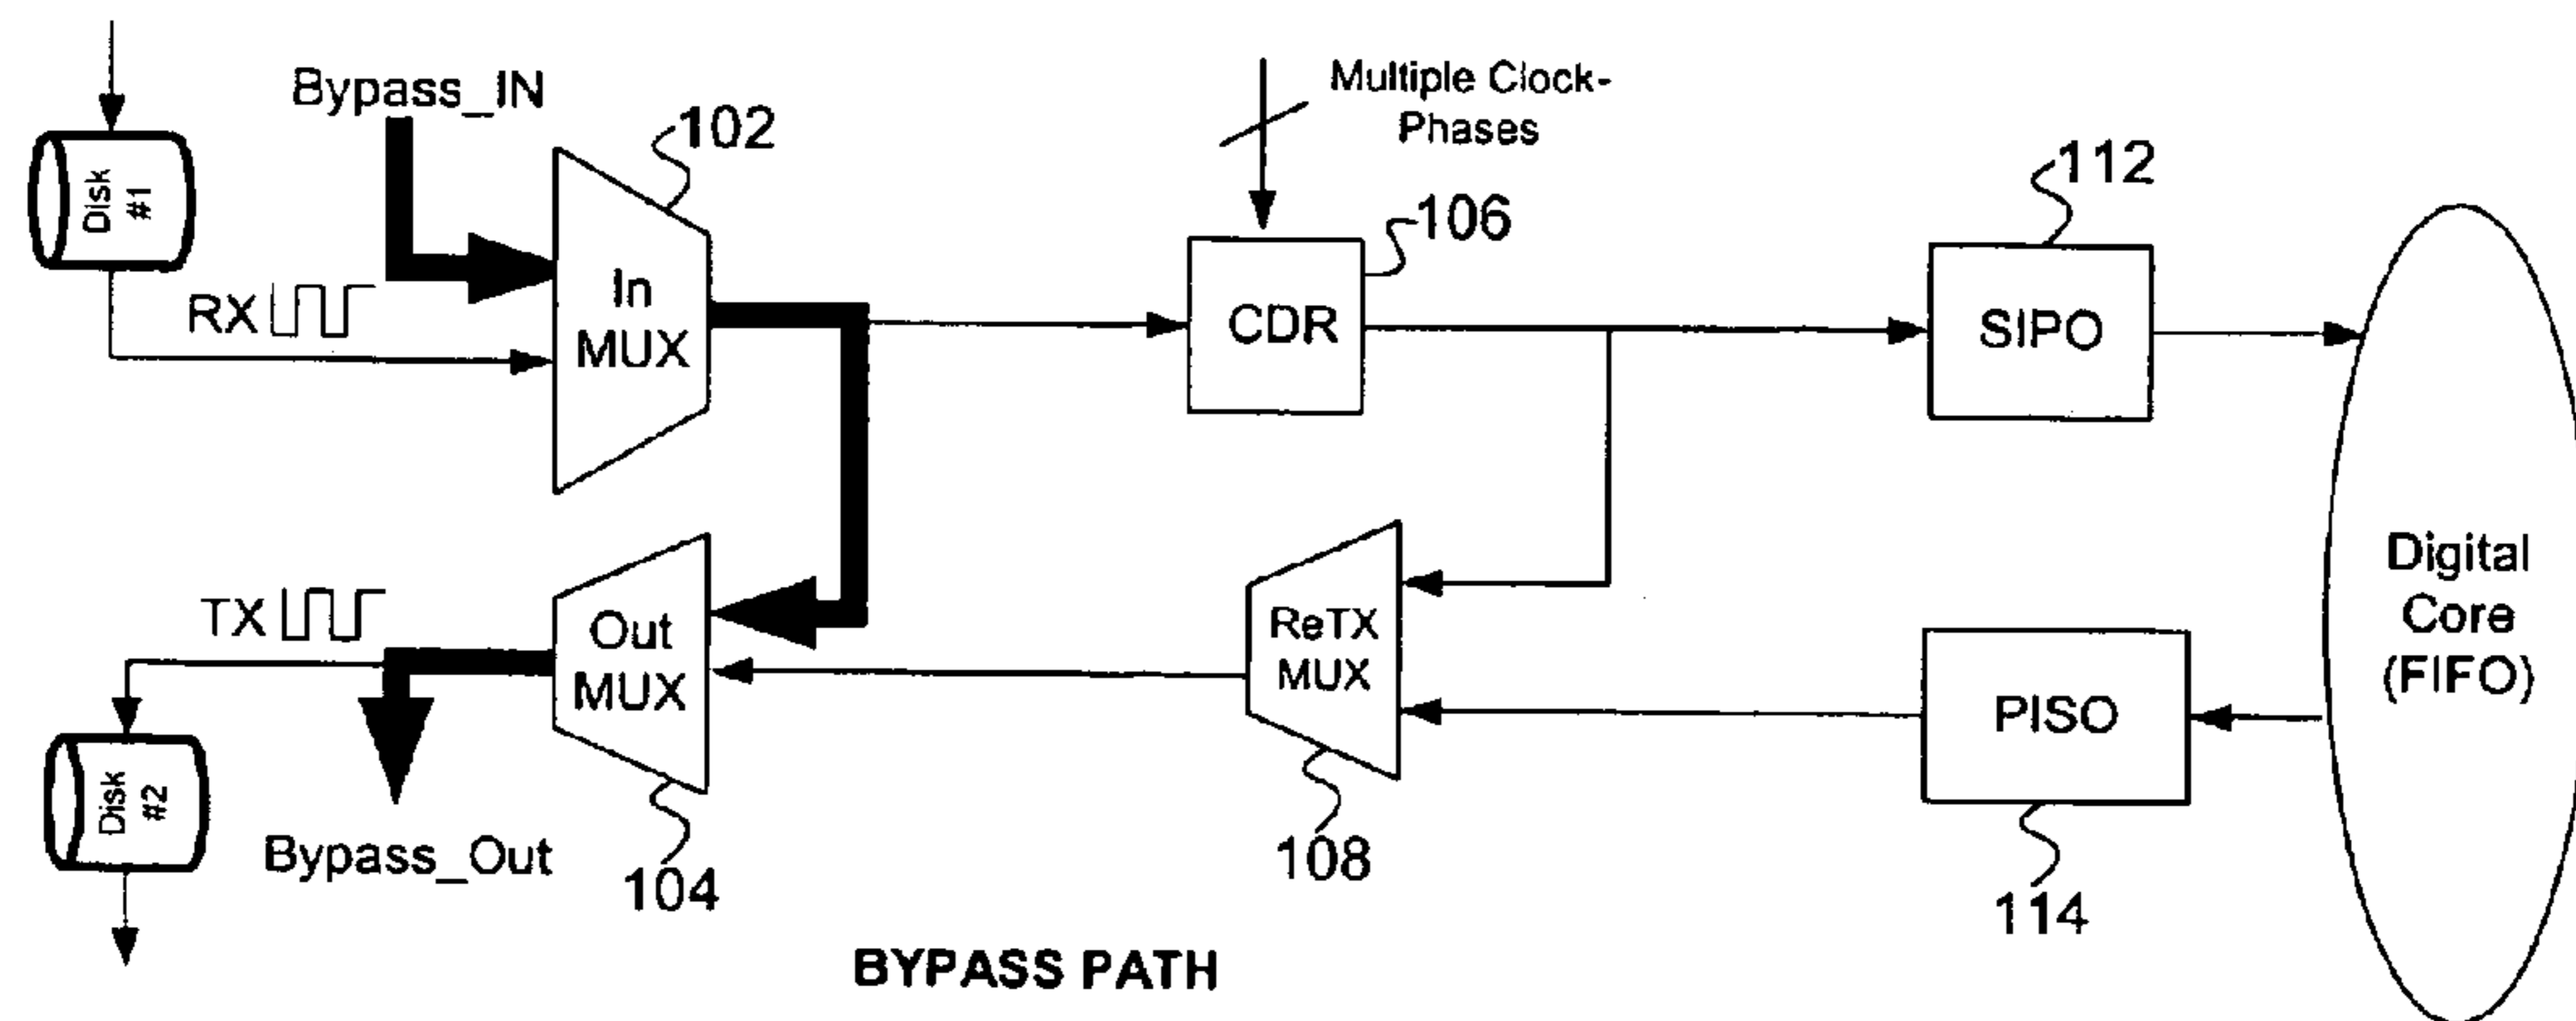 Bypass_IN
102
Multiple Clock-
Phases
Disk
#1
106
112
RX
In
MUX
CDR
SIPO
TX
Out
MUX
ReTX
MUX
Digital
Core
(FIFO)
PISO
Disk
#2
Bypass_Out
104
108
114
BYPASS PATH